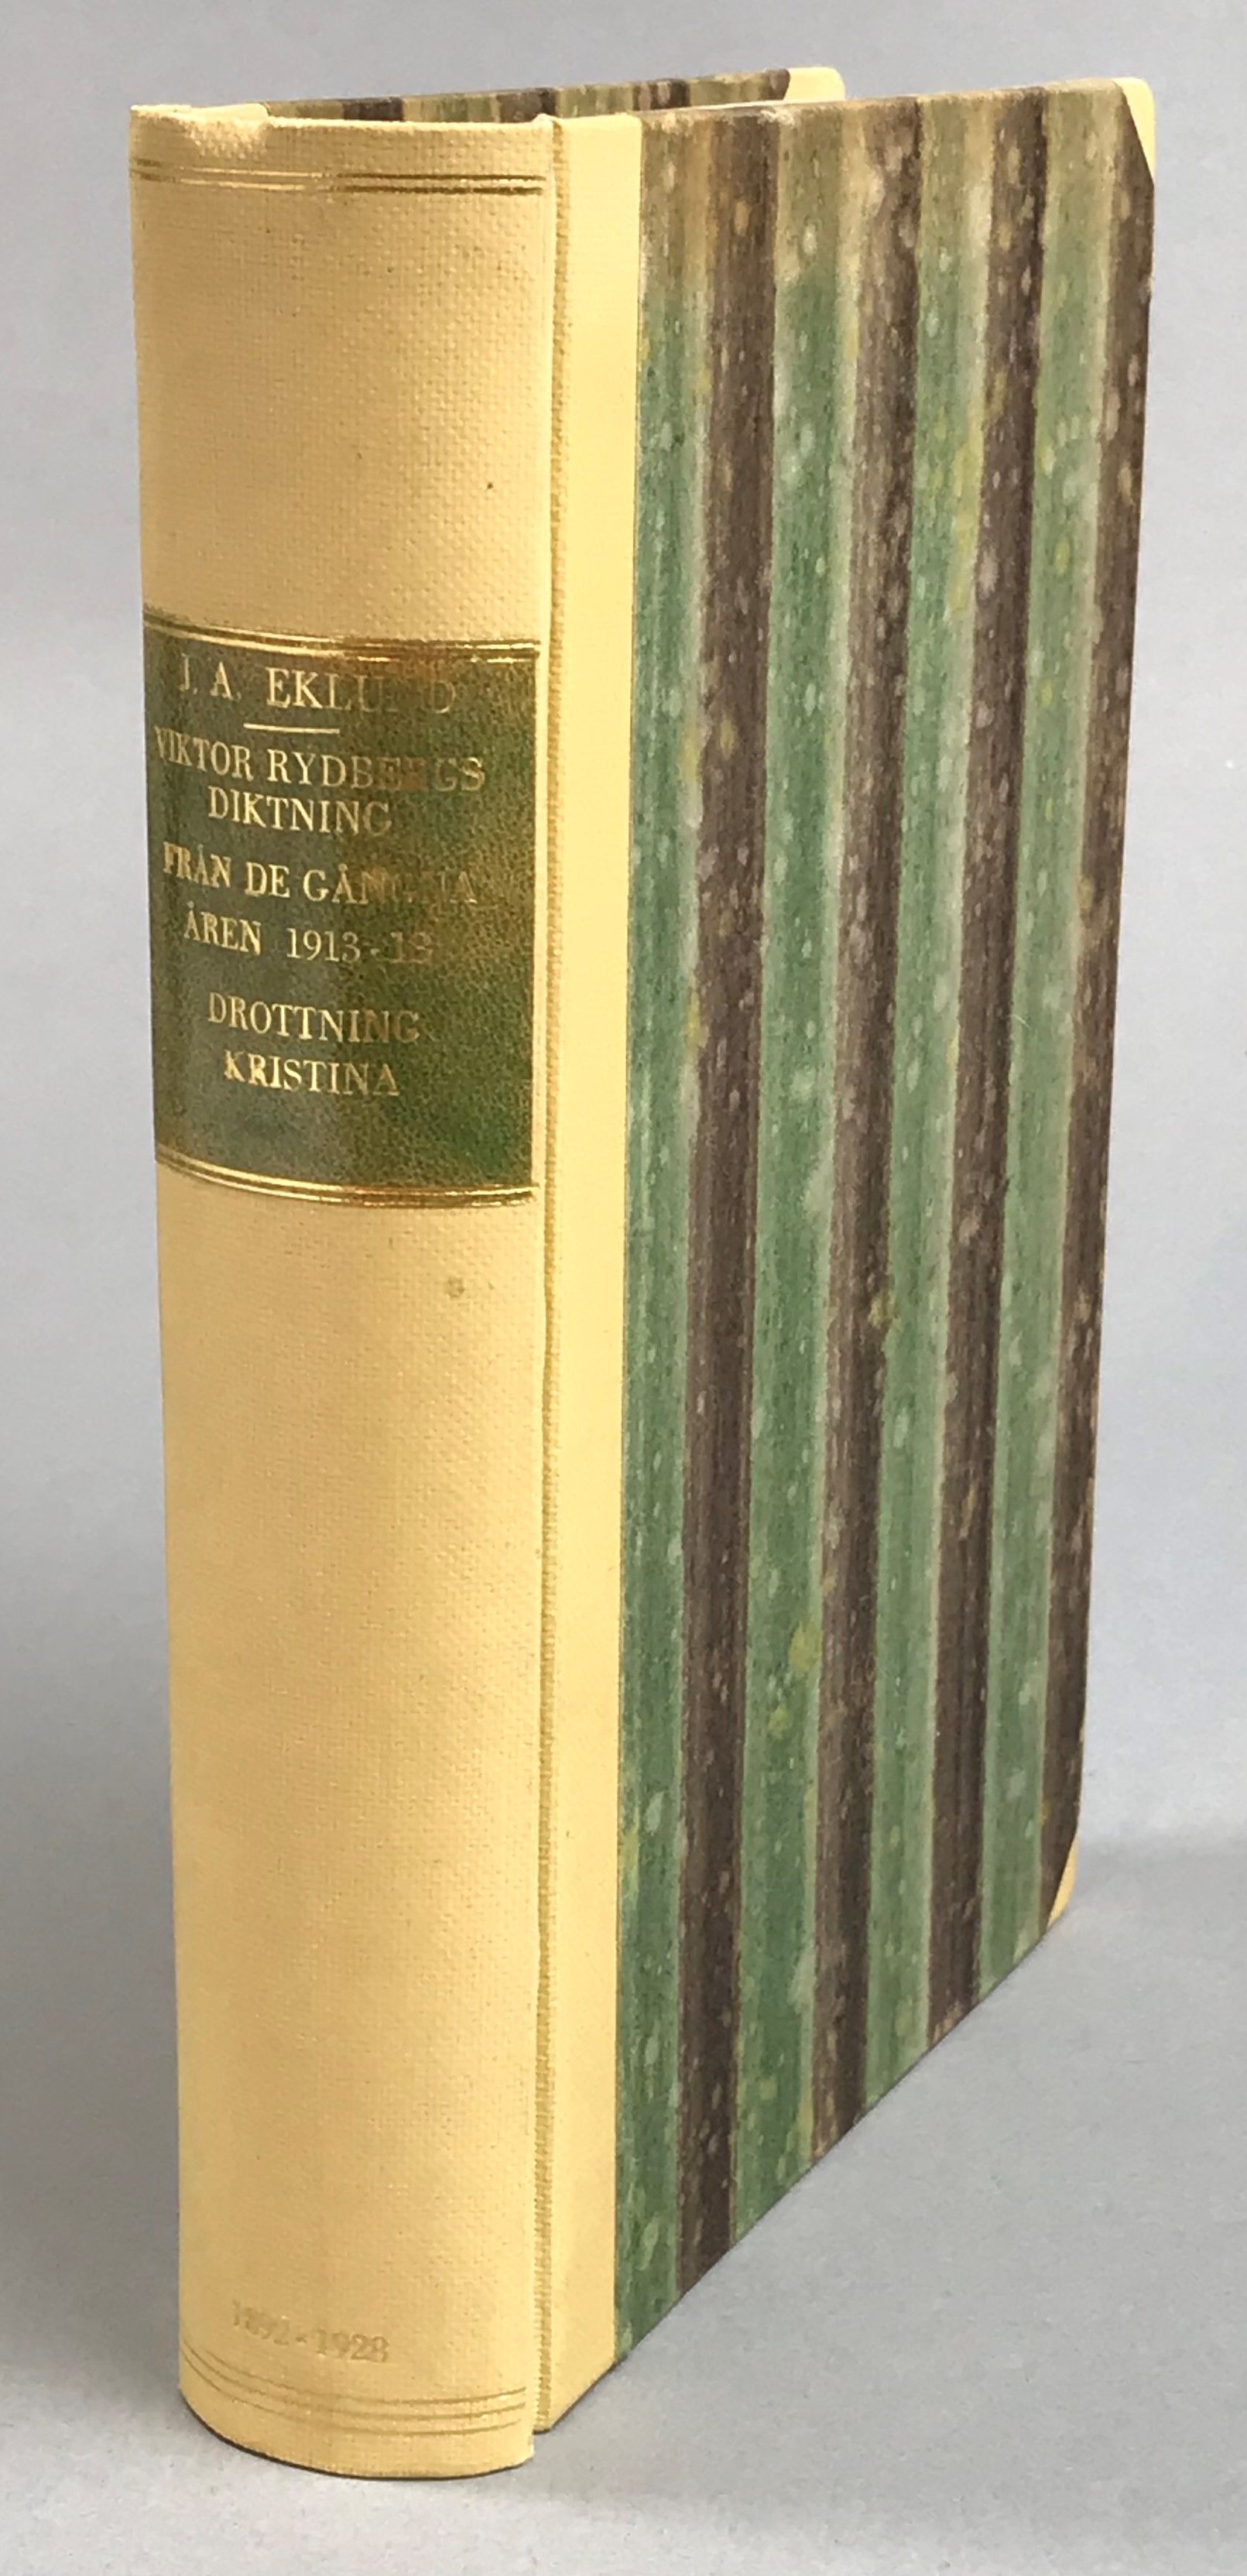 J. A. EKLUND
VIKTOR RYDBERGS
DIKTNING
FRÅN DE GÅNGNA
ÅREN 1913-18
DROTTNING
KRISTINA
1892-1928